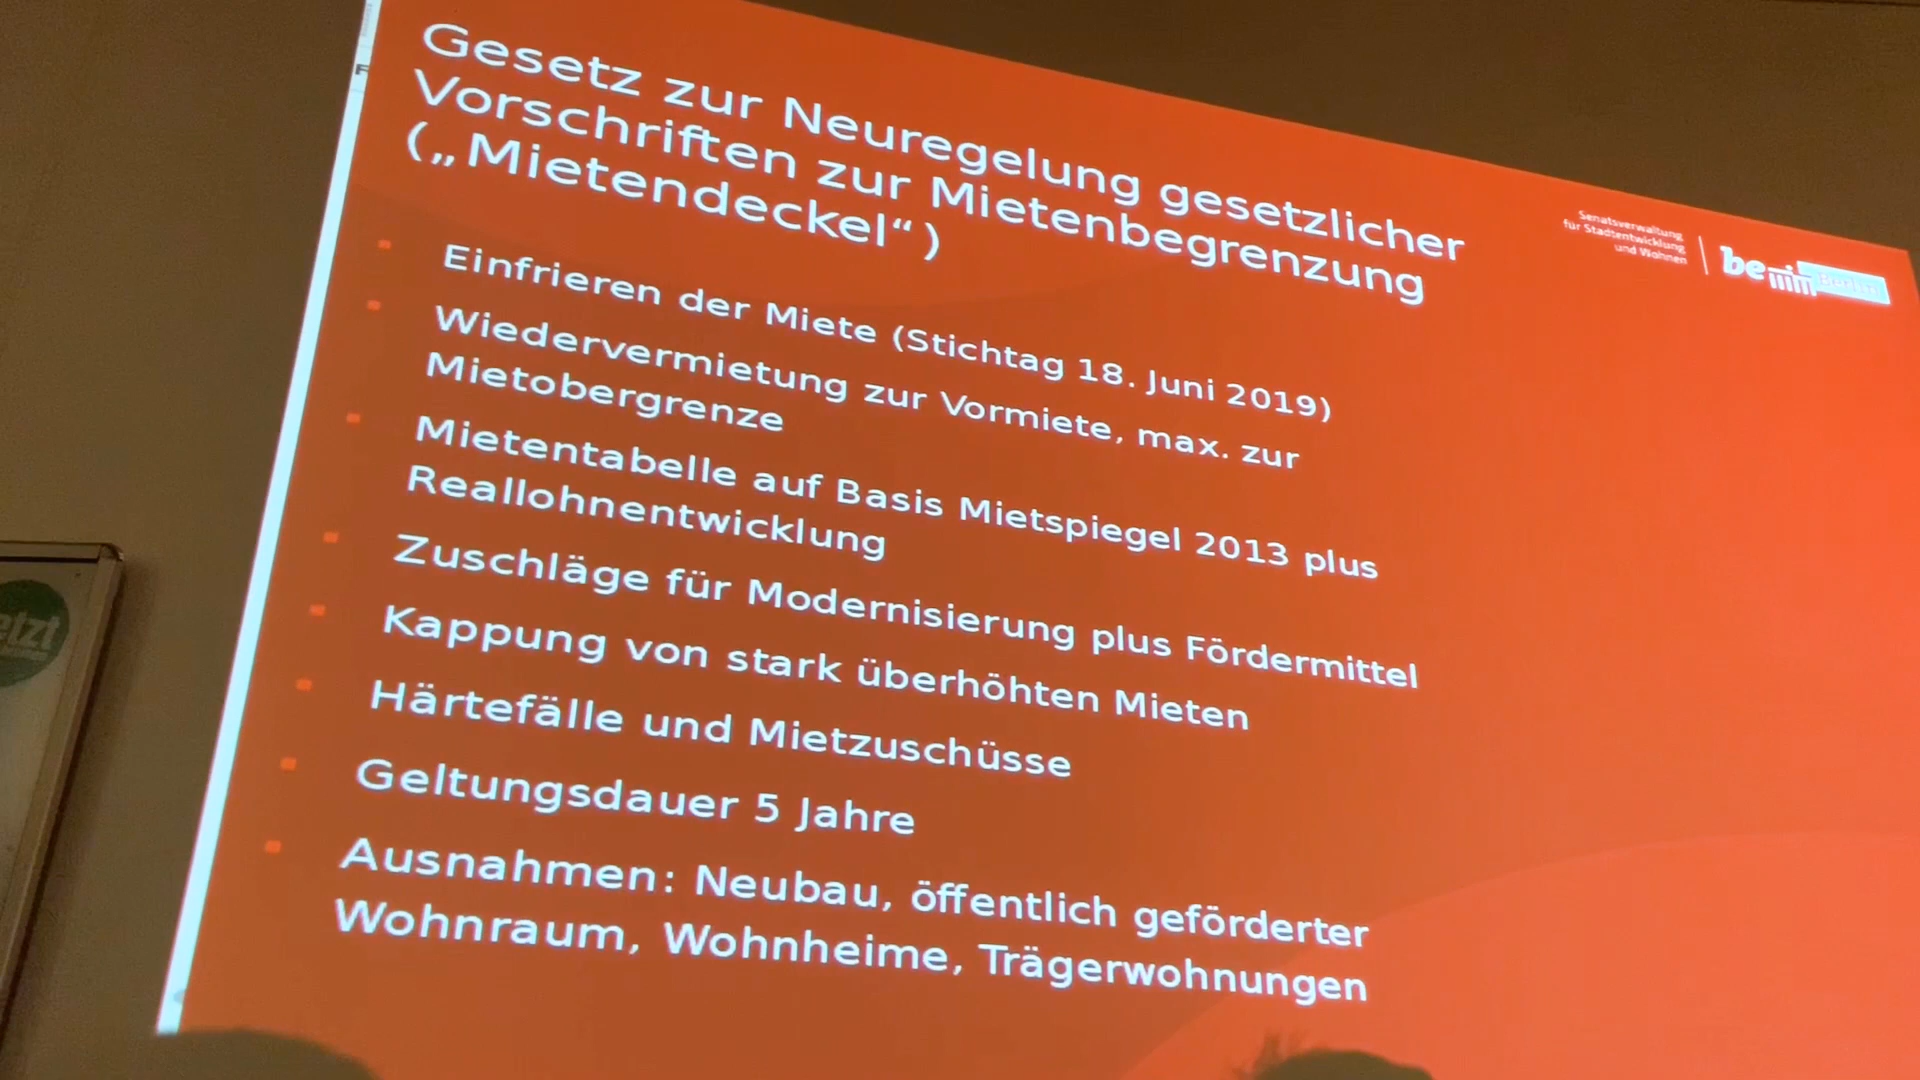 Gesetz zur Neuregelung gesetzlicher
Vorschriften zur Mietenbegrenzung
(„Mietendeckel“)
Senatsverwaltung
für Stadtentwicklung
und Wohnen
be Berlin
Einfrieren der Miete (Stichtag 18. Juni 2019)
Wiedervermietung zur Vormiete, max. zur
Mietobergrenze
Mietentabelle auf Basis Mietspiegel 2013 plus
Reallohnentwicklung
Zuschläge für Modernisierung plus Fördermittel
Kappung von stark überhöhten Mieten
Härtefälle und Mietzuschüsse
Geltungsdauer 5 Jahre
Ausnahmen: Neubau, öffentlich geförderter
Wohnraum, Wohnheime, Trägerwohnungen
etzt